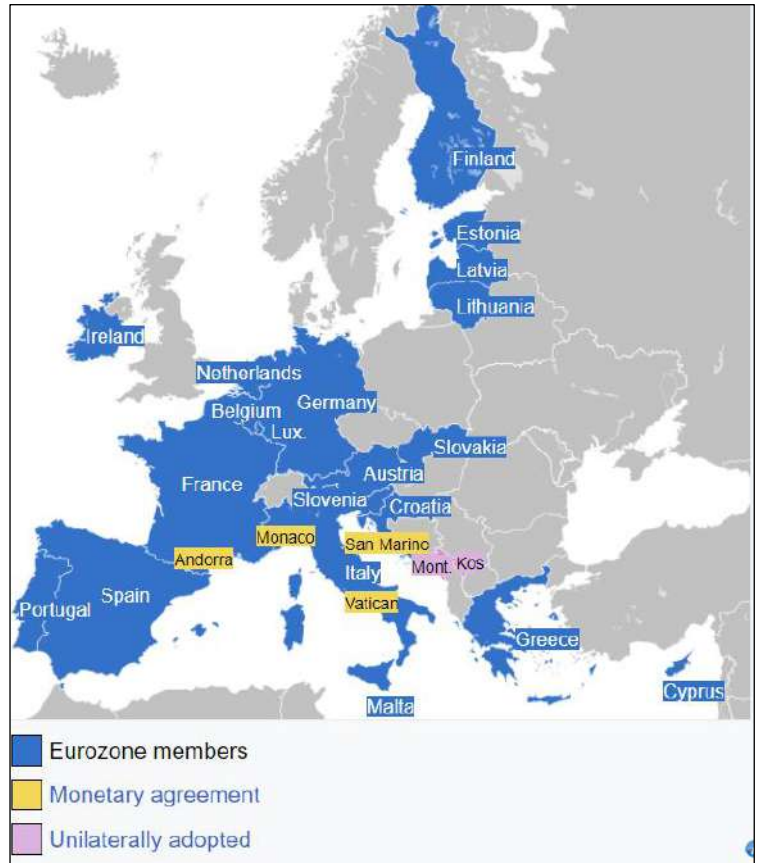 Finland
Estonia
Latvia
Lithuania
Ireland
Netherlands
Belgium
Germany
Lux.
Slovakia
France
Austria
Slovenia
Croatia
Monaco
San Marino
Andorra
Mont.
Kos
Italy
Portugal
Spain
Vatican
Greece
Malta
Cyprus
Eurozone members
Monetary agreement
Unilaterally adopted